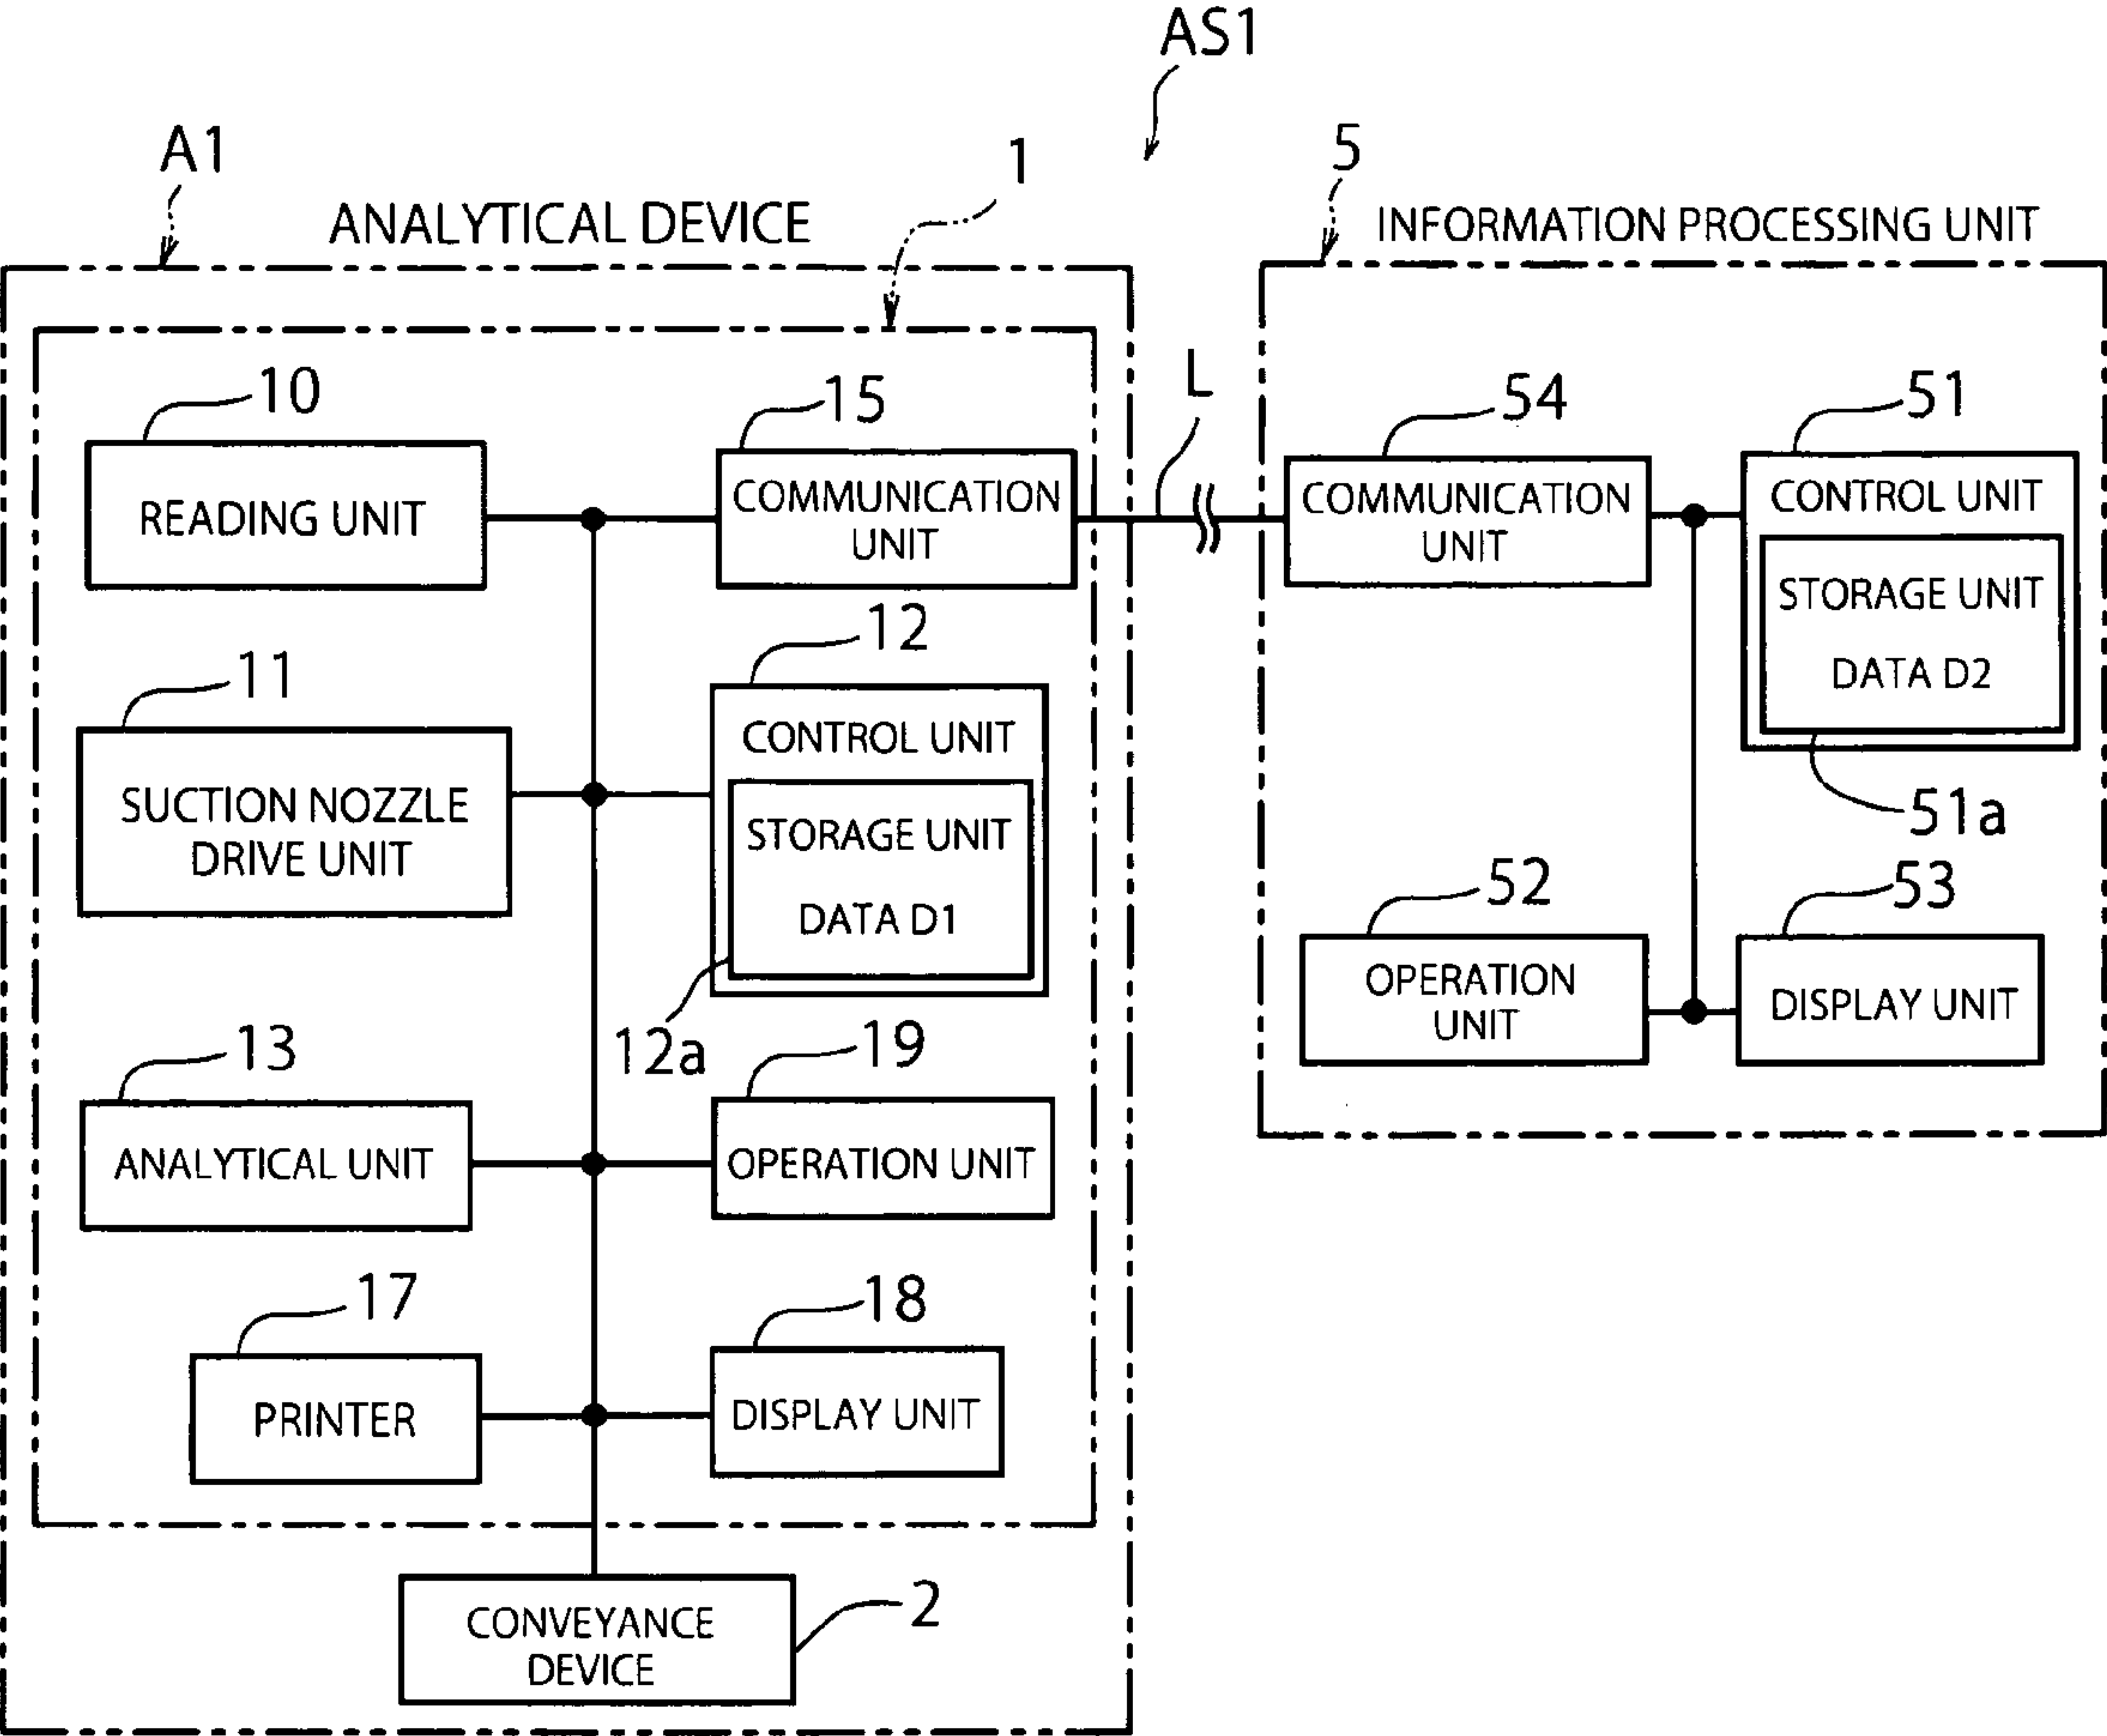 AS1
A1
1
5
ANALYTICAL DEVICE
INFORMATION PROCESSING UNIT
10
15
L
54
51
READING UNIT
COMMUNICATION
UNIT
COMMUNICATION
UNIT
CONTROL UNIT
STORAGE UNIT
DATA D2
51a
11
12
SUCTION NOZZLE
DRIVE UNIT
CONTROL UNIT
STORAGE UNIT
DATA D1
12a
52
53
OPERATION
UNIT
DISPLAY UNIT
13
19
ANALYTICAL UNIT
OPERATION UNIT
17
18
PRINTER
DISPLAY UNIT
CONVEYANCE
DEVICE
2